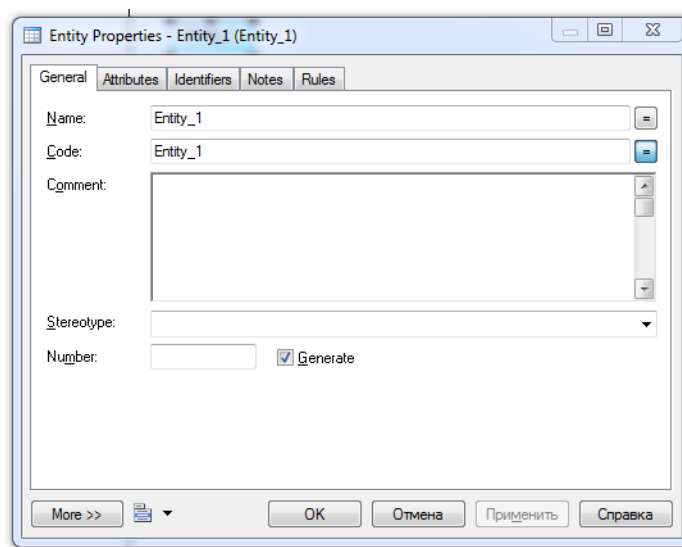 Entity Properties - Entity_1 (Entity_1)
General Attributes Identifiers Notes Rules
Name: Entity_1 =
Code: Entity_1 =
Comment:
Stereotype:
Number: Generate
More >> OK Отмена Применить Справка